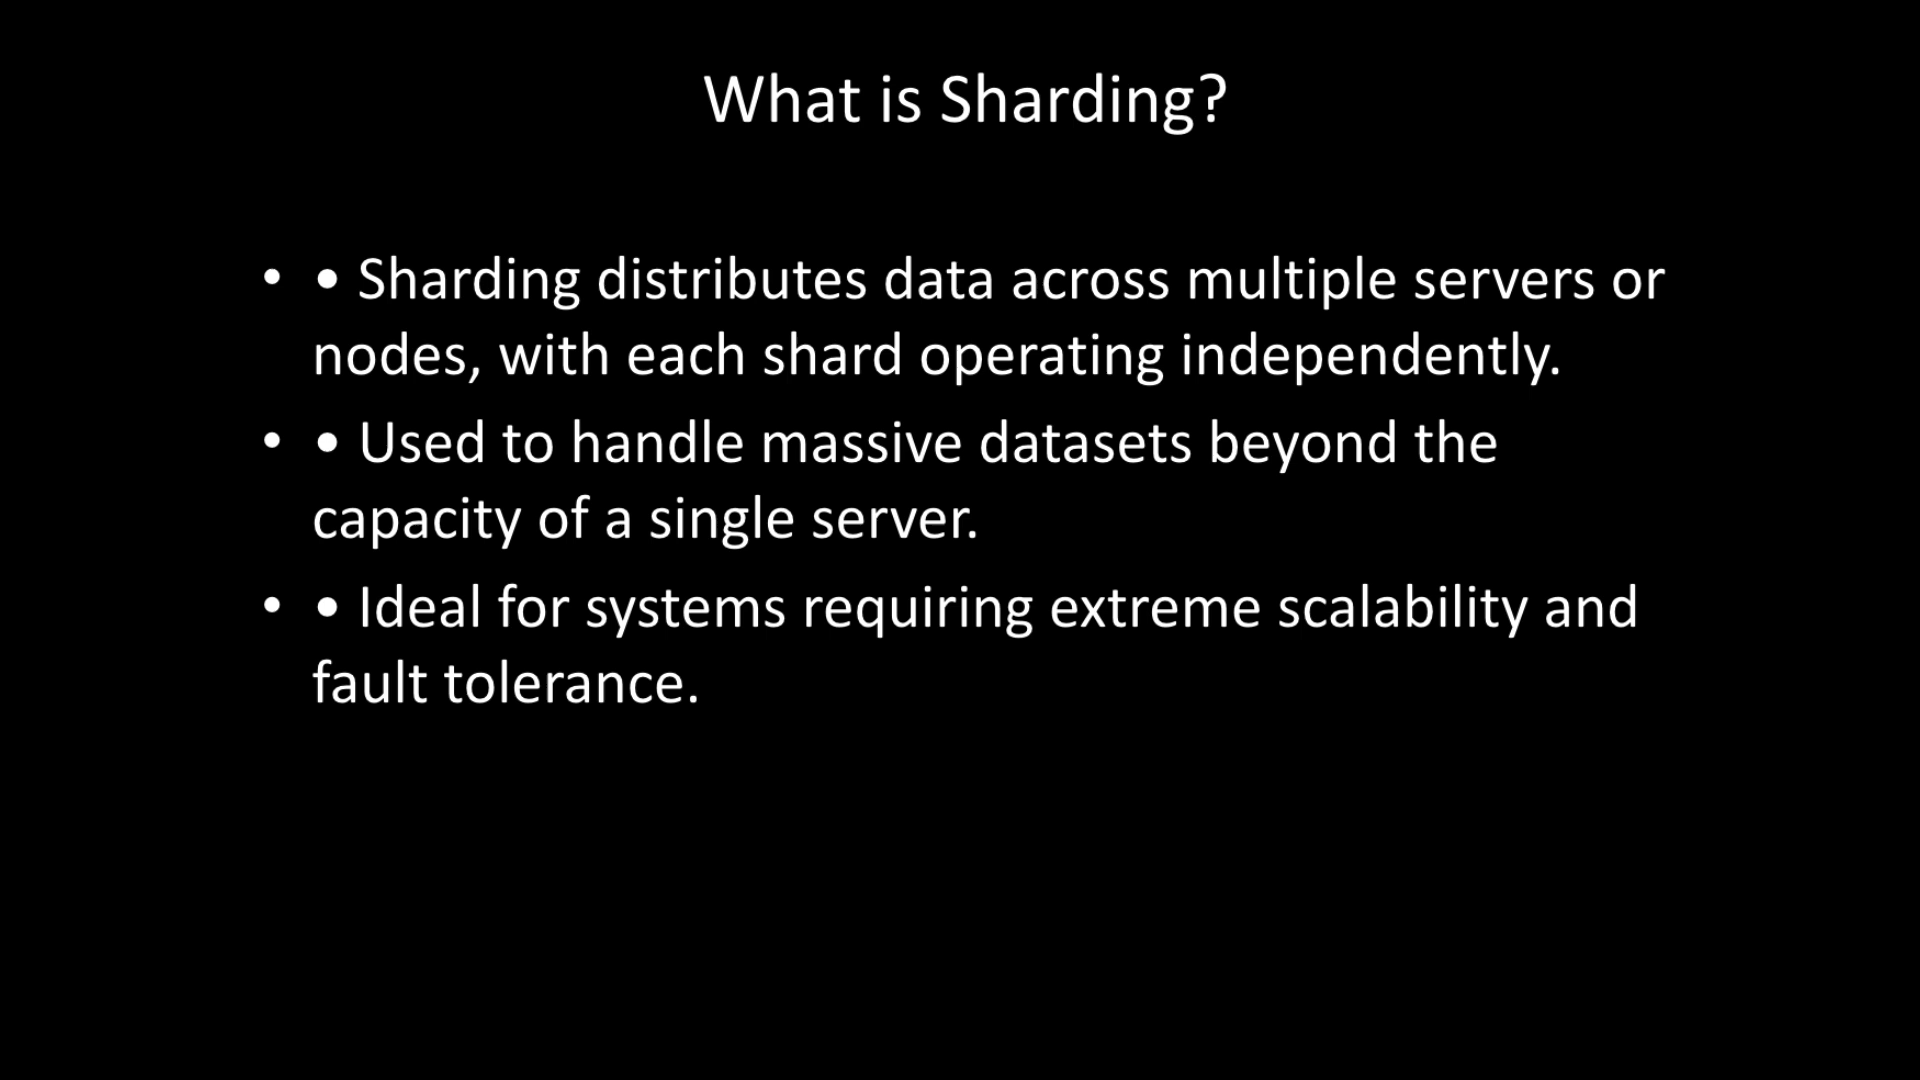 What is Sharding?
• • Sharding distributes data across multiple servers or
nodes, with each shard operating independently.
• • Used to handle massive datasets beyond the
capacity of a single server.
• • Ideal for systems requiring extreme scalability and
fault tolerance.